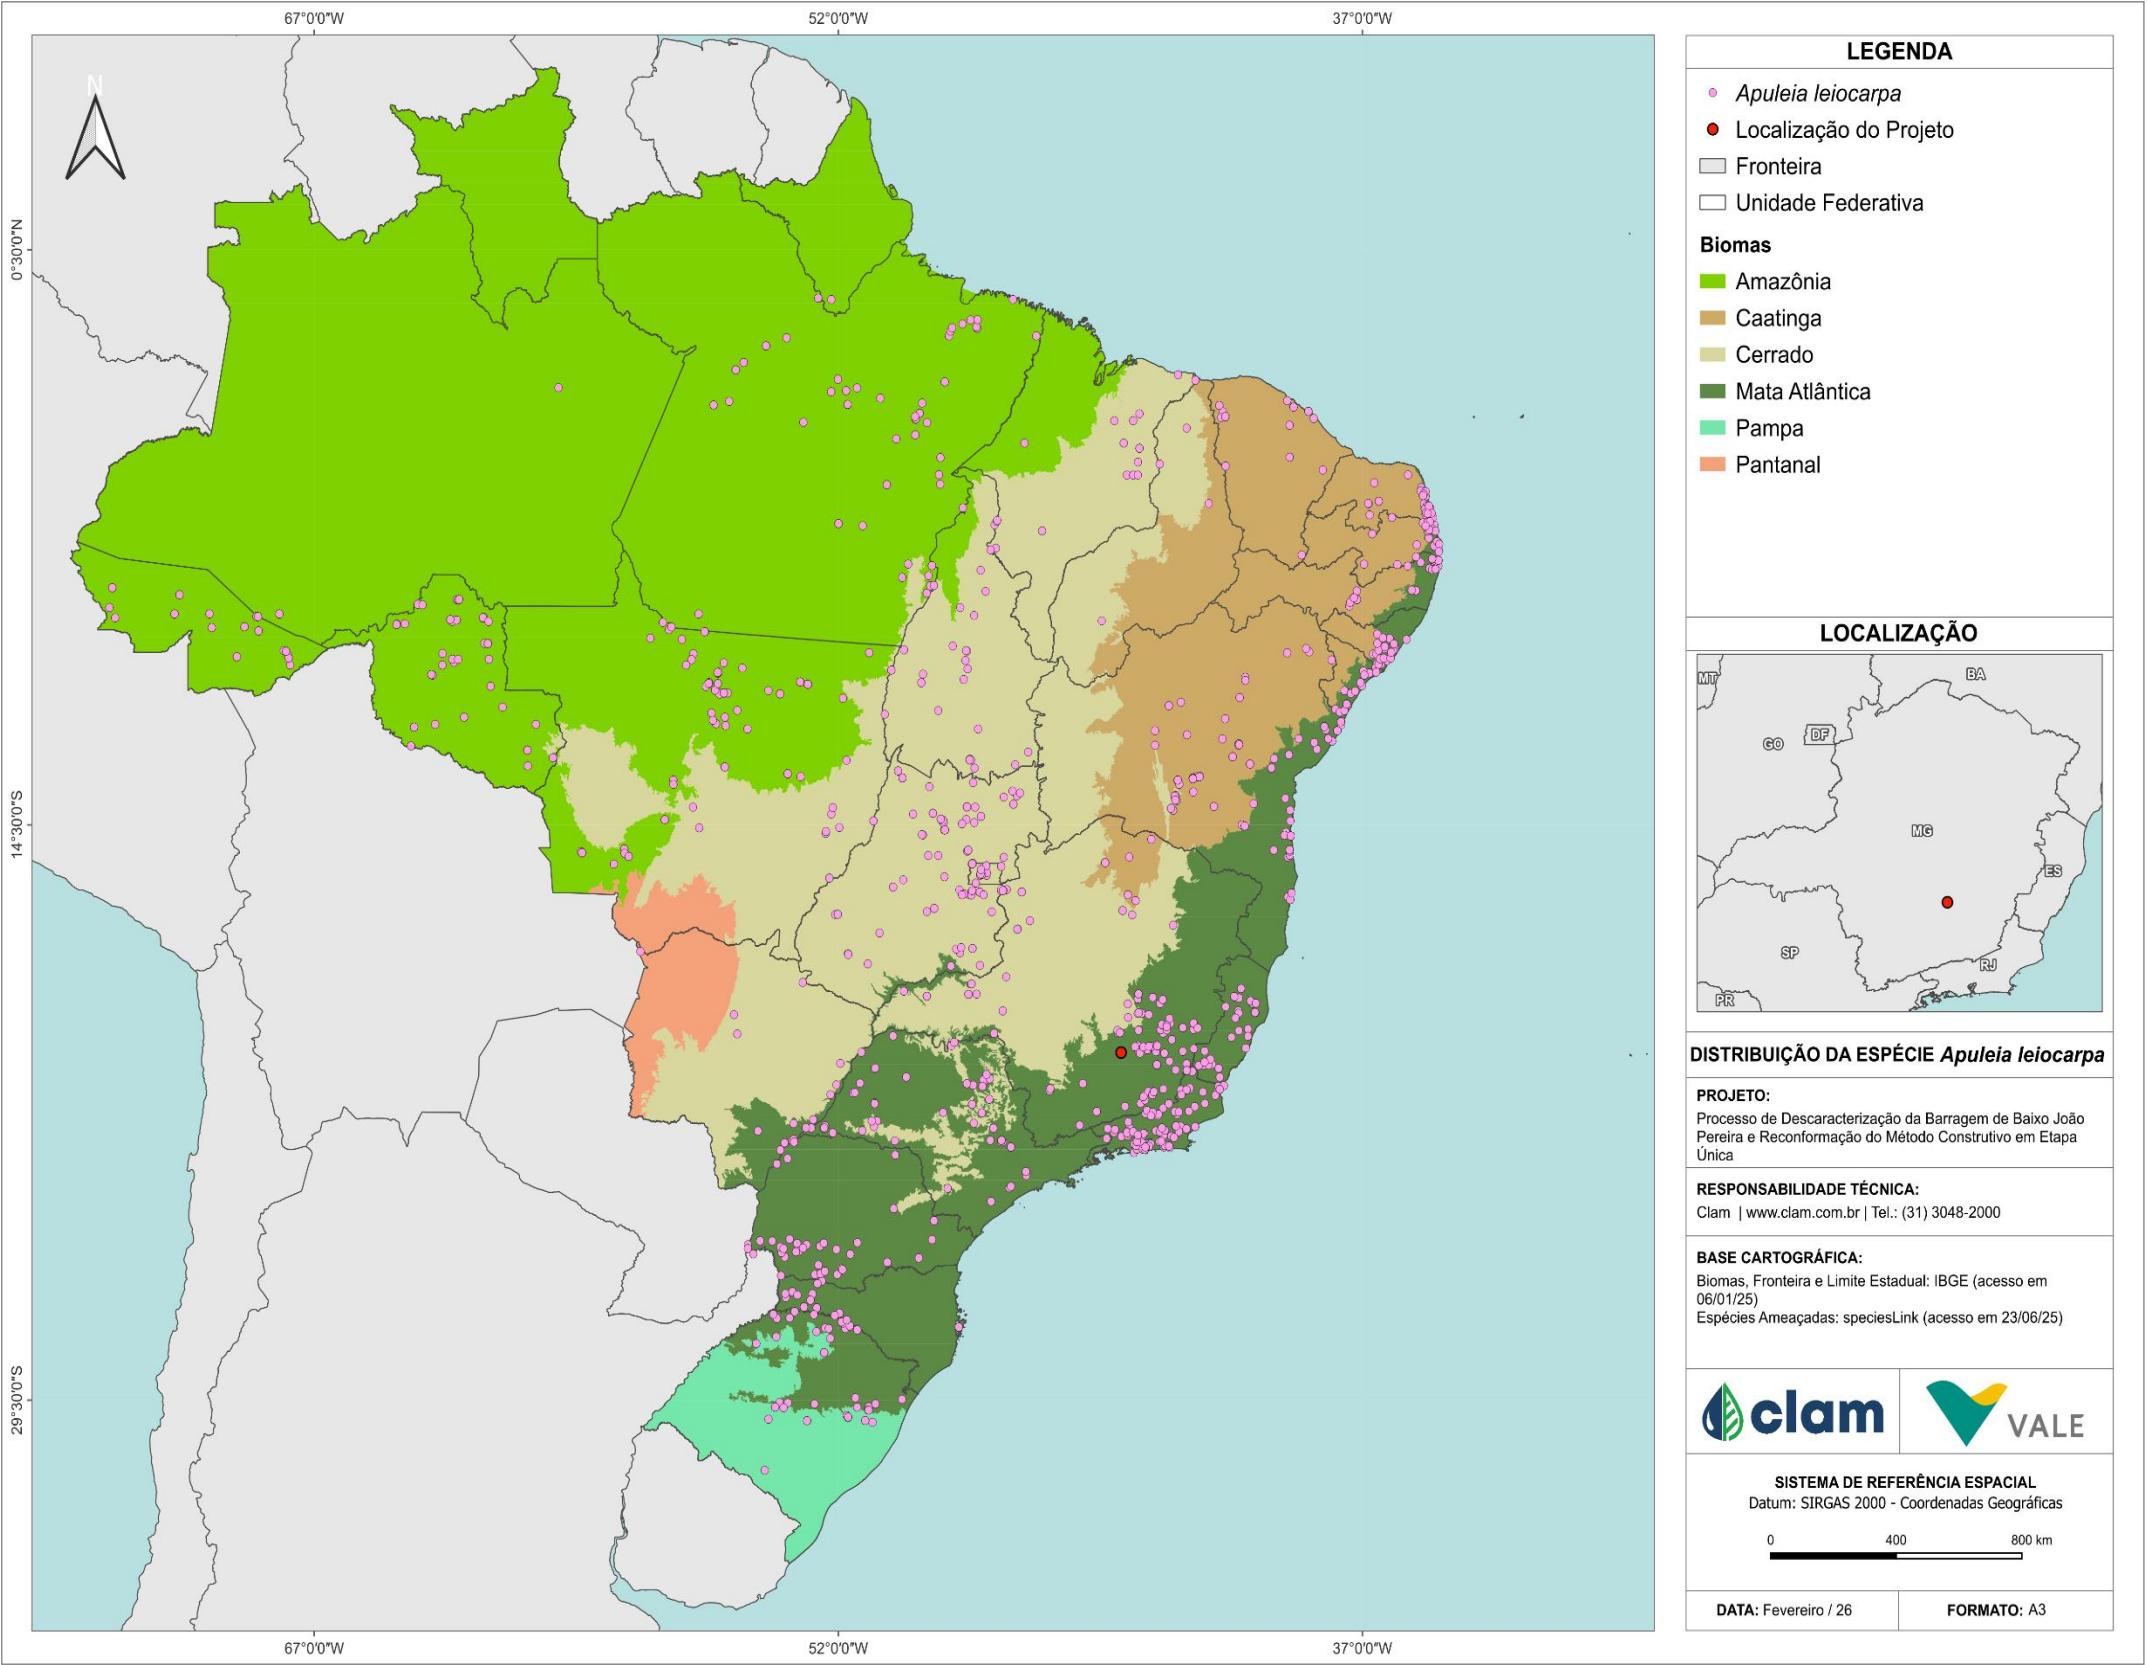 67°0'0"W
52°0'0"W
37°0'0"W
N
0°30'0"N
14°30'0"S
29°30'0"S
67°0'0"W
52°0'0"W
37°0'0"W
LEGENDA
Apuleia leiocarpa
Localização do Projeto
Fronteira
Unidade Federativa
Biomas
Amazônia
Caatinga
Cerrado
Mata Atlântica
Pampa
Pantanal
LOCALIZAÇÃO
MT
BA
GO
DF
MG
ES
SP
RJ
PR
DISTRIBUIÇÃO DA ESPÉCIE Apuleia leiocarpa
PROJETO:
Processo de Descaracterização da Barragem de Baixo João
Pereira e Reconformação do Método Construtivo em Etapa
Única
RESPONSABILIDADE TÉCNICA:
Clam | www.clam.com.br | Tel.: (31) 3048-2000
BASE CARTOGRÁFICA:
Biomas, Fronteira e Limite Estadual: IBGE (acesso em
06/01/25)
Espécies Ameaçadas: speciesLink (acesso em 23/06/25)
clam
VALE
SISTEMA DE REFERÊNCIA ESPACIAL
Datum: SIRGAS 2000 - Coordenadas Geográficas
0 400 800 km
DATA: Fevereiro / 26
FORMATO: A3